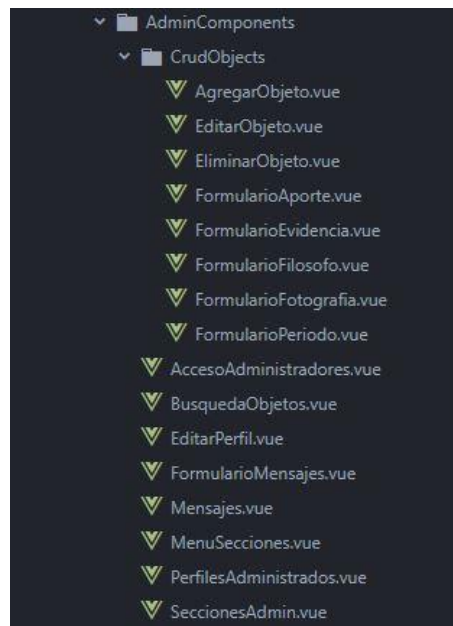 AdminComponents
CrudObjects
AgregarObjeto.vue
EditarObjeto.vue
EliminarObjeto.vue
FormularioAporte.vue
FormularioEvidencia.vue
FormularioFilosofo.vue
FormularioFotografia.vue
FormularioPeriodo.vue
AccesoAdministradores.vue
BusquedaObjetos.vue
EditarPerfil.vue
FormularioMensajes.vue
Mensajes.vue
MenuSecciones.vue
PerfilesAdministrados.vue
SeccionesAdmin.vue